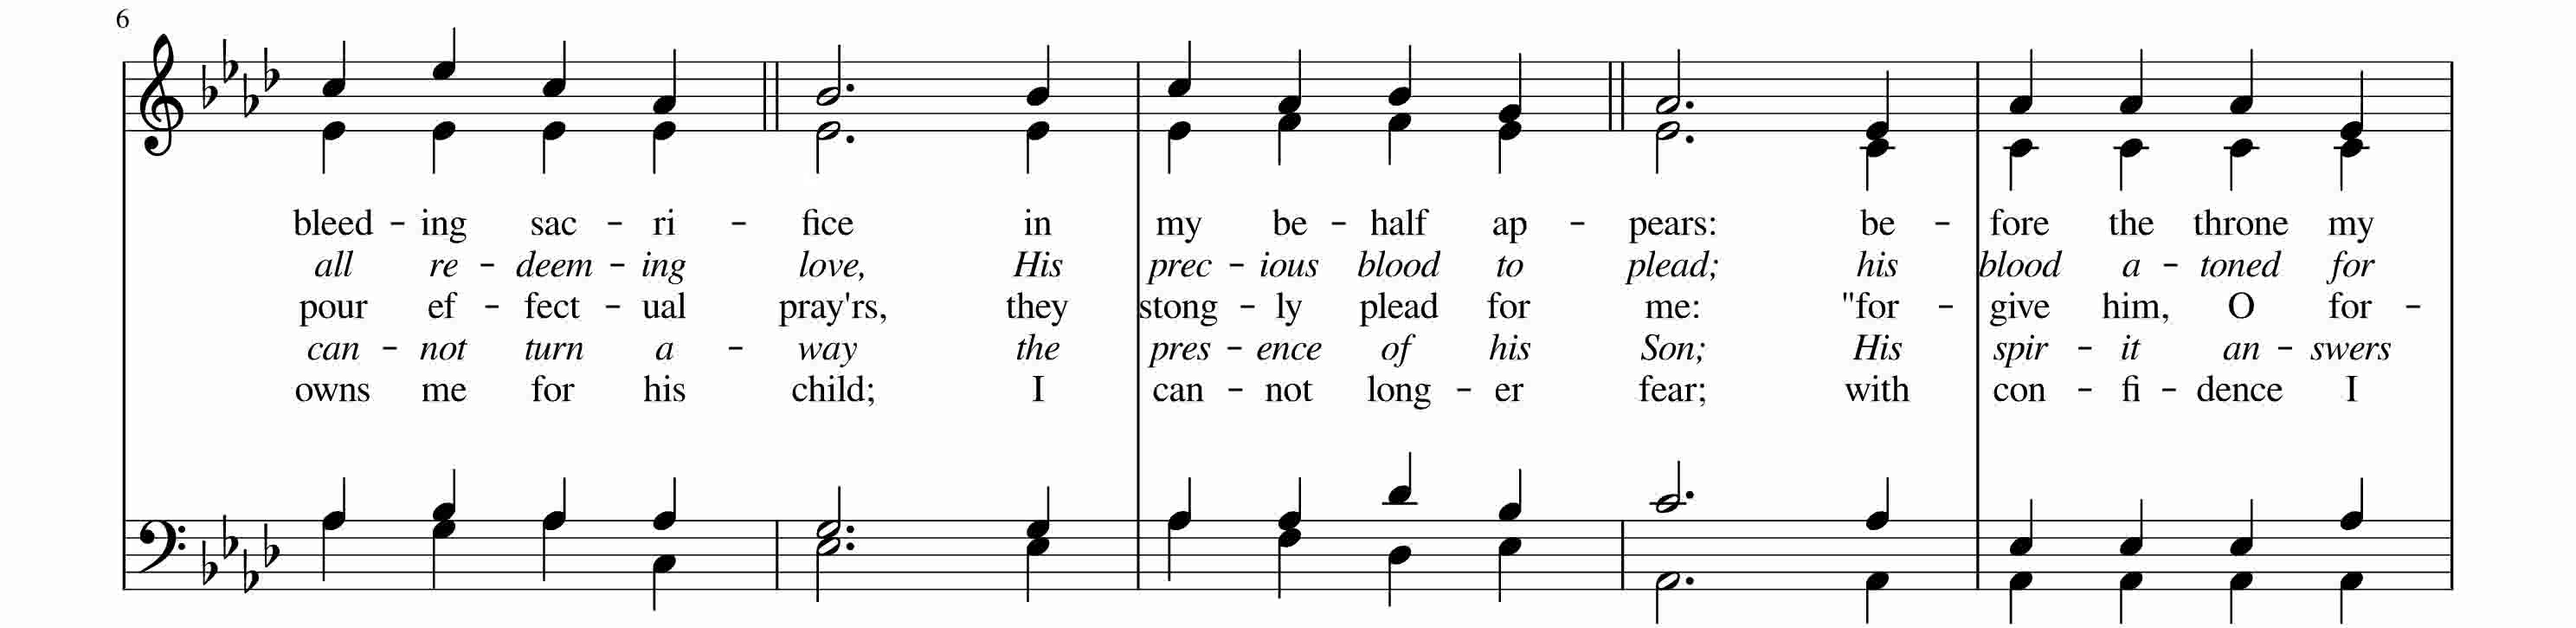 6
bleed - ing sac - ri - fice in my be - half ap - pears: be - fore the throne my
all re - deem - ing love, His prec - ious blood to plead; his blood a - toned for
pour ef - fect - ual pray'rs, they stong - ly plead for me: "for - give him, O for -
can - not turn a - way the pres - ence of his Son; His spir - it an - swers
owns me for his child; I can - not long - er fear; with con - fi - dence I